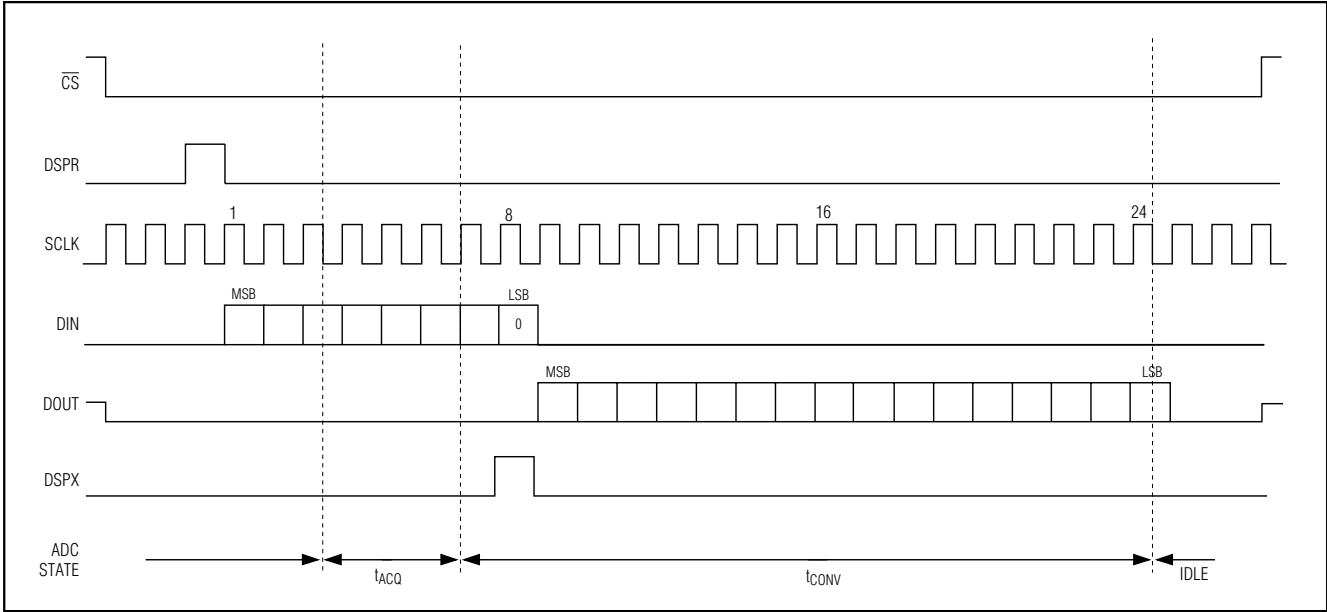 CS
DSPR
1
8
16
24
SCLK
MSB
LSB
DIN
0
MSB
LSB
DOUT
DSPX
ADC
STATE
tACQ
tCONV
IDLE